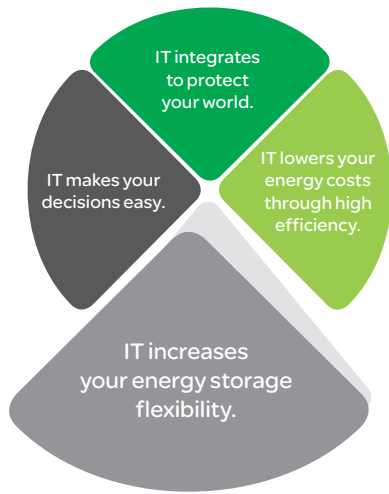 IT integrates
to protect
your world.
IT makes your
decisions easy.
IT lowers your
energy costs
through high
efficiency.
IT increases
your energy storage
flexibility.